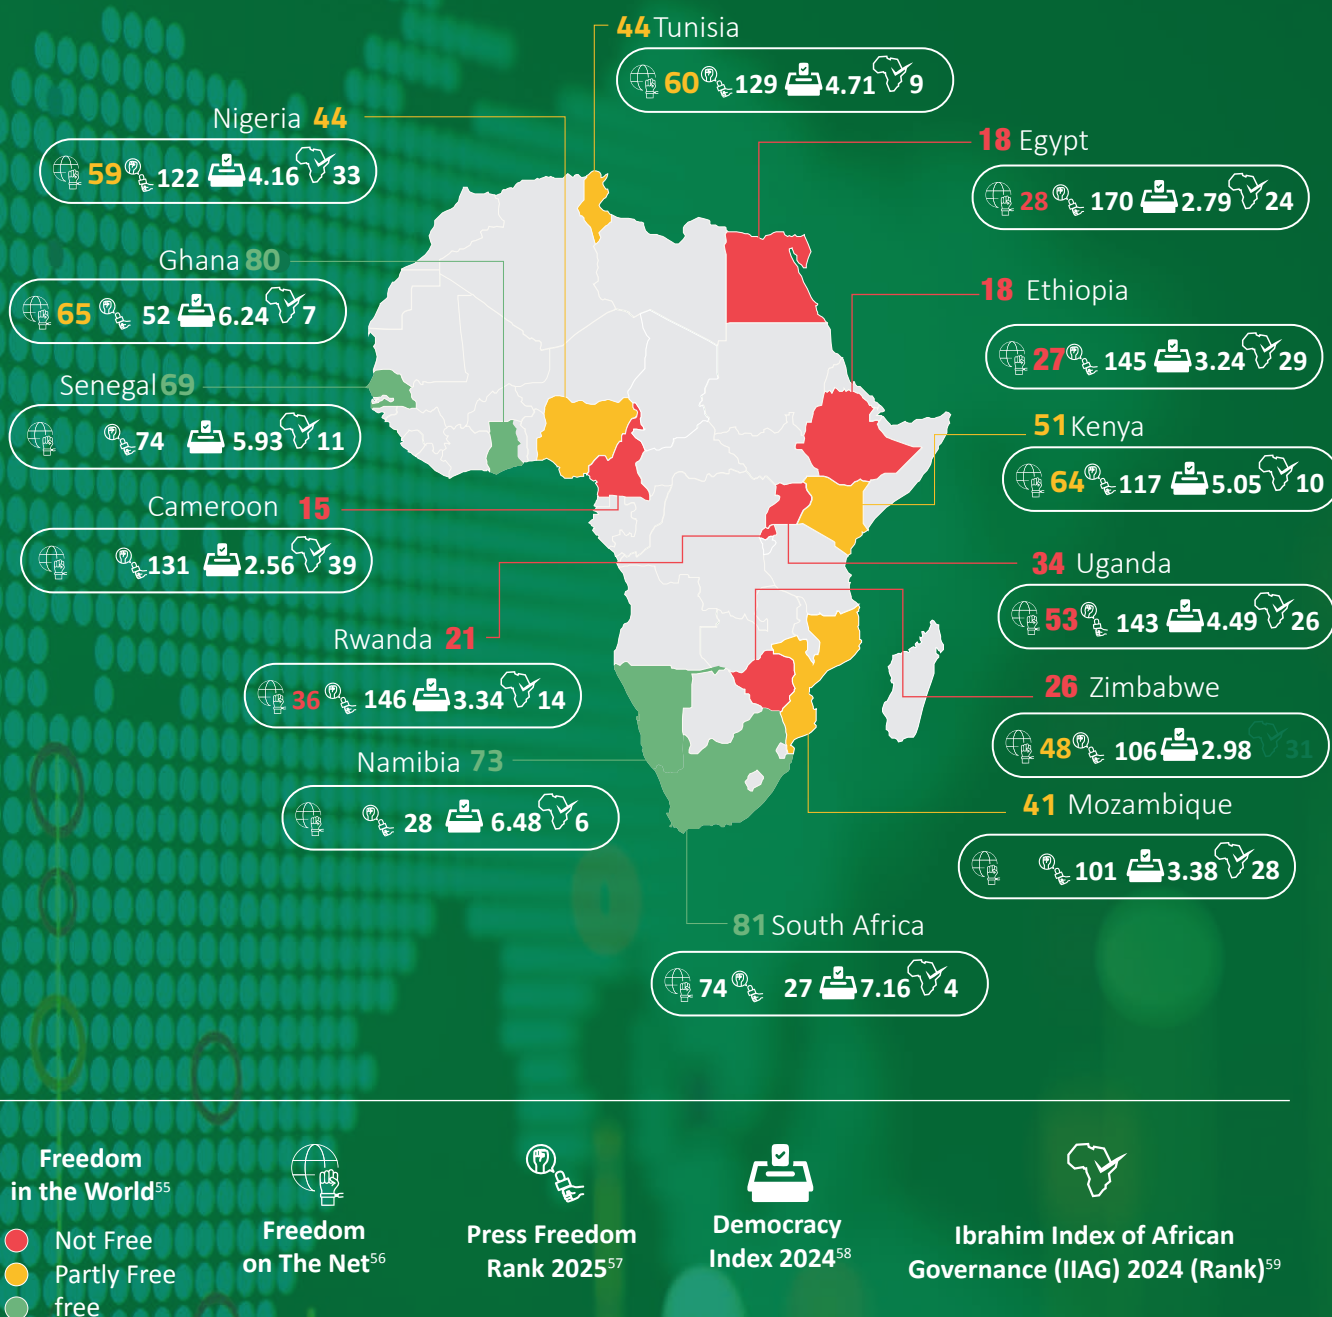 44 Tunisia
60 129 4.71 9
Nigeria 44
59 122 4.16 33
18 Egypt
28 170 2.79 24
Ghana 80
65 52 6.24 7
18 Ethiopia
27 145 3.24 29
Senegal 69
74 5.93 11
51 Kenya
64 117 5.05 10
Cameroon 15
131 2.56 39
34 Uganda
53 143 4.49 26
Rwanda 21
36 146 3.34 14
26 Zimbabwe
48 106 2.98 31
Namibia 73
28 6.48 6
41 Mozambique
101 3.38 28
81 South Africa
74 27 7.16 4
Freedom
in the World55
Not Free
Partly Free
free
Freedom
on The Net56
Press Freedom
Rank 202557
Democracy
Index 202458
Ibrahim Index of African
Governance (IIAG) 2024 (Rank)59